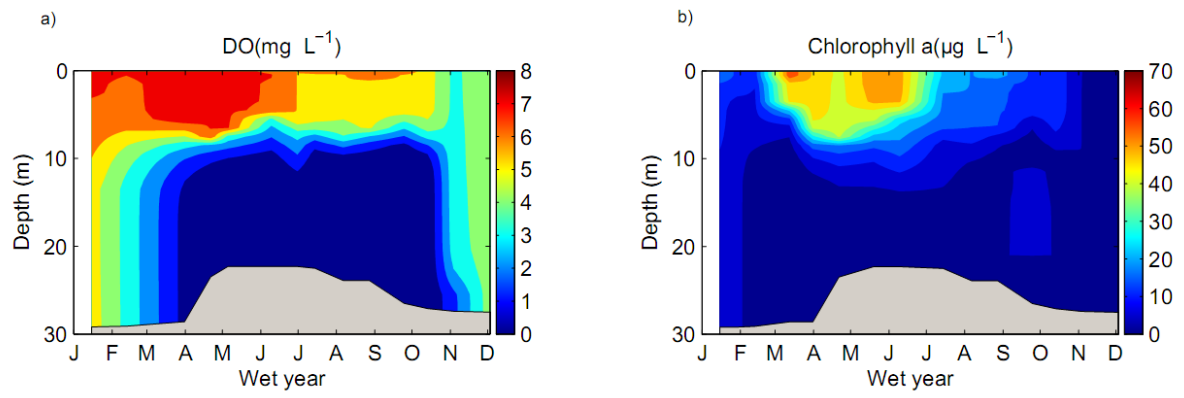 a)
DO(mg L⁻¹)
0
10
20
30
Depth (m)
J F M A M J J A S O N D
Wet year
8
7
6
5
4
3
2
1
0
b)
Chlorophyll a(µg L⁻¹)
0
10
20
30
Depth (m)
J F M A M J J A S O N D
Wet year
70
60
50
40
30
20
10
0